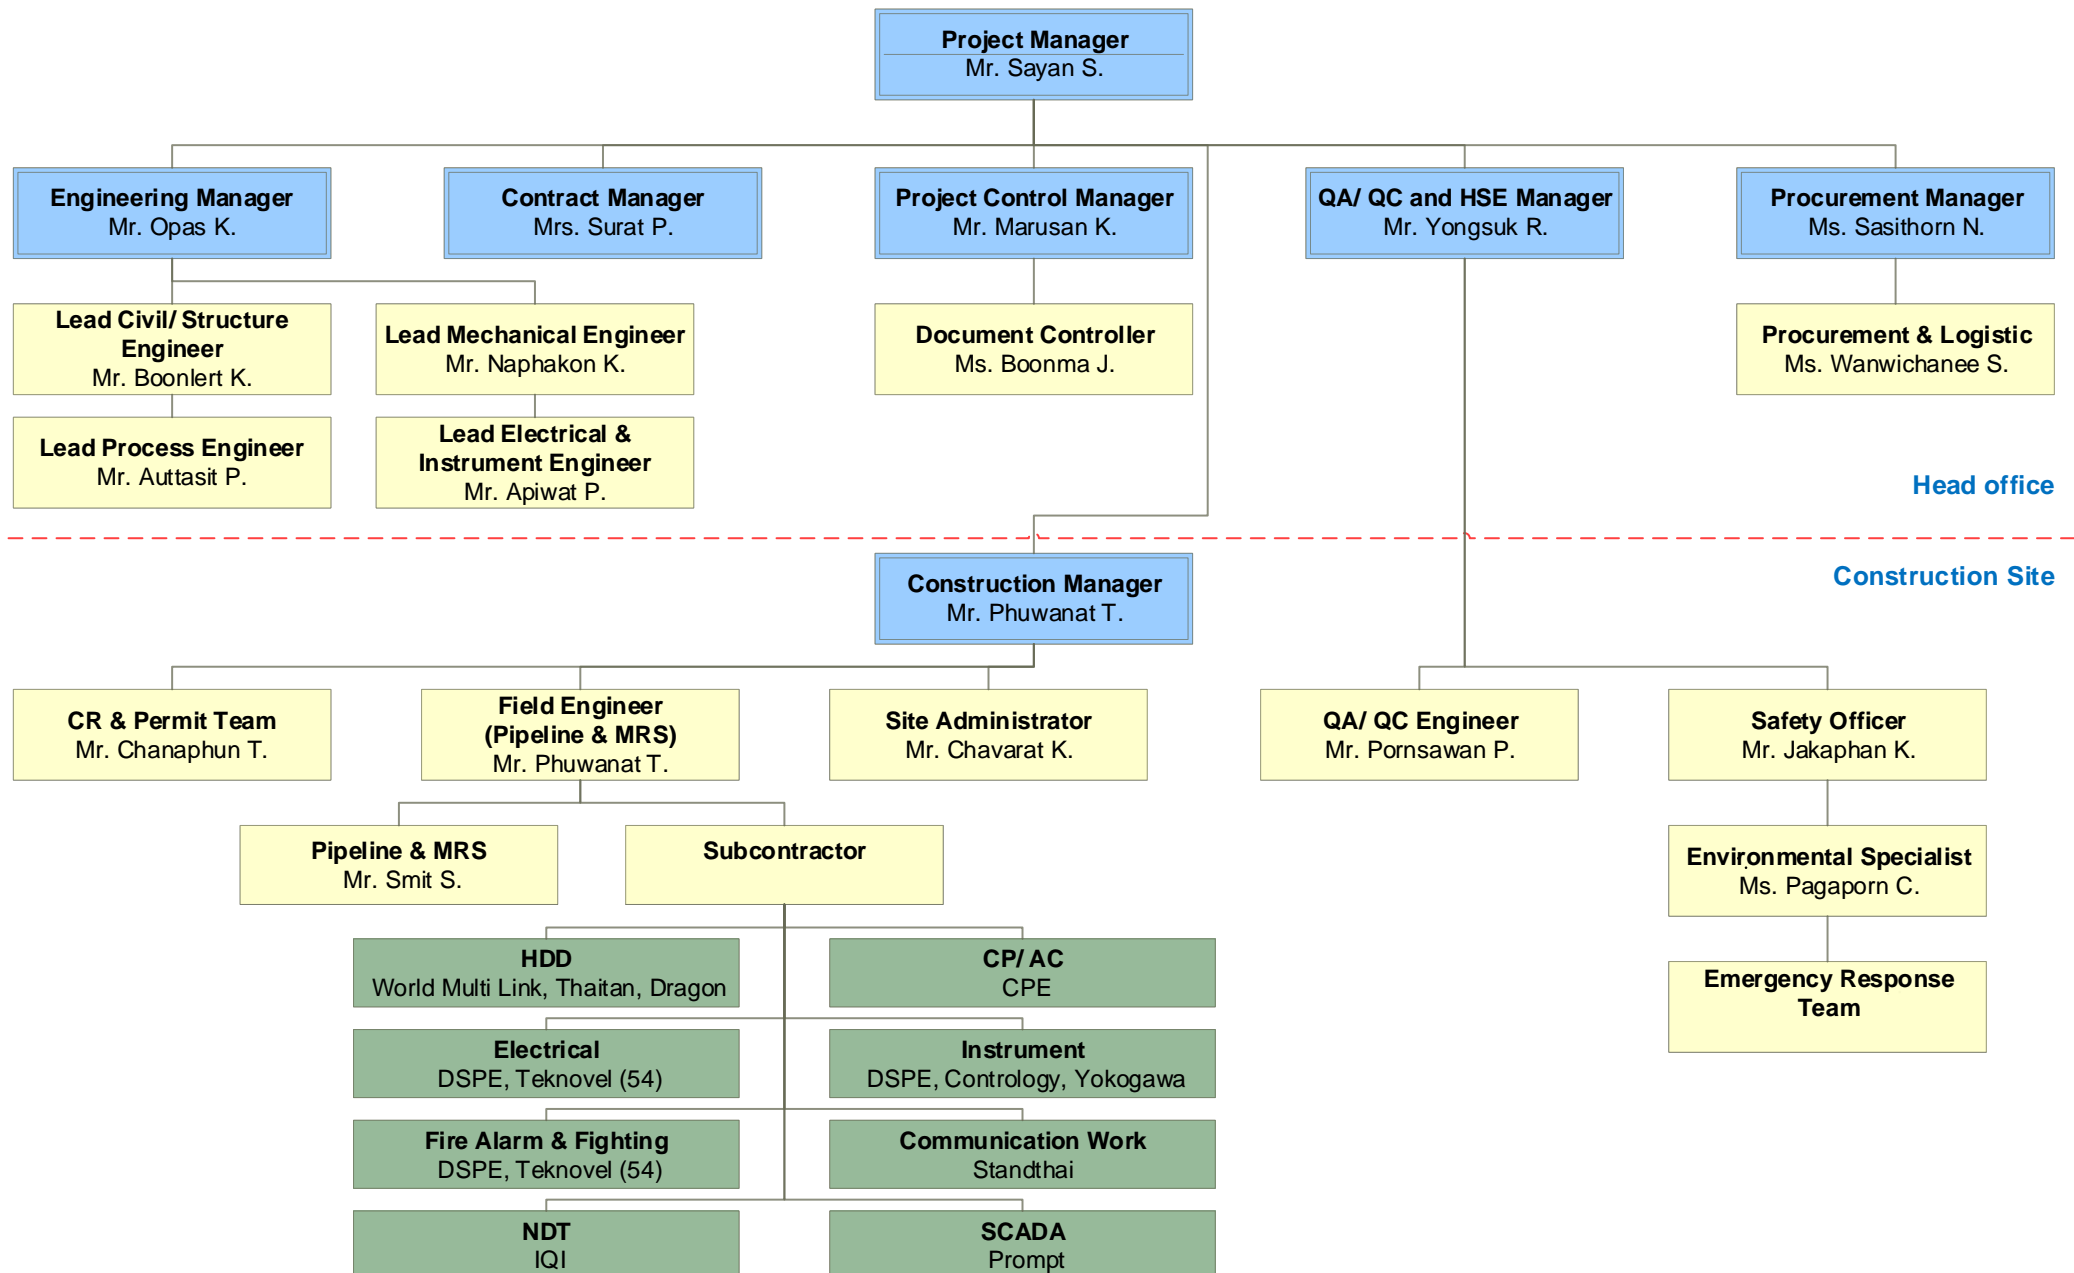 Project Manager
Mr. Sayan S.
Engineering Manager
Mr. Opas K.
Contract Manager
Mrs. Surat P.
Project Control Manager
Mr. Marusan K.
QA/ QC and HSE Manager
Mr. Yongsuk R.
Procurement Manager
Ms. Sasithorn N.
Lead Civil/ Structure
Engineer
Mr. Boonlert K.
Lead Mechanical Engineer
Mr. Naphakon K.
Document Controller
Ms. Boonma J.
Procurement & Logistic
Ms. Wanwichanee S.
Lead Process Engineer
Mr. Auttasit P.
Lead Electrical &
Instrument Engineer
Mr. Apiwat P.
Head office
Construction Site
Construction Manager
Mr. Phuwanat T.
CR & Permit Team
Mr. Chanaphun T.
Field Engineer
(Pipeline & MRS)
Mr. Phuwanat T.
Site Administrator
Mr. Chavarat K.
QA/ QC Engineer
Mr. Pornsawan P.
Safety Officer
Mr. Jakaphan K.
Pipeline & MRS
Mr. Smit S.
Subcontractor
Environmental Specialist
Ms. Pagaporn C.
HDD
World Multi Link, Thaitan, Dragon
CP/ AC
CPE
Emergency Response
Team
Electrical
DSPE, Teknovel (54)
Instrument
DSPE, Contrology, Yokogawa
Fire Alarm & Fighting
DSPE, Teknovel (54)
Communication Work
Standthai
NDT
IQI
SCADA
Prompt